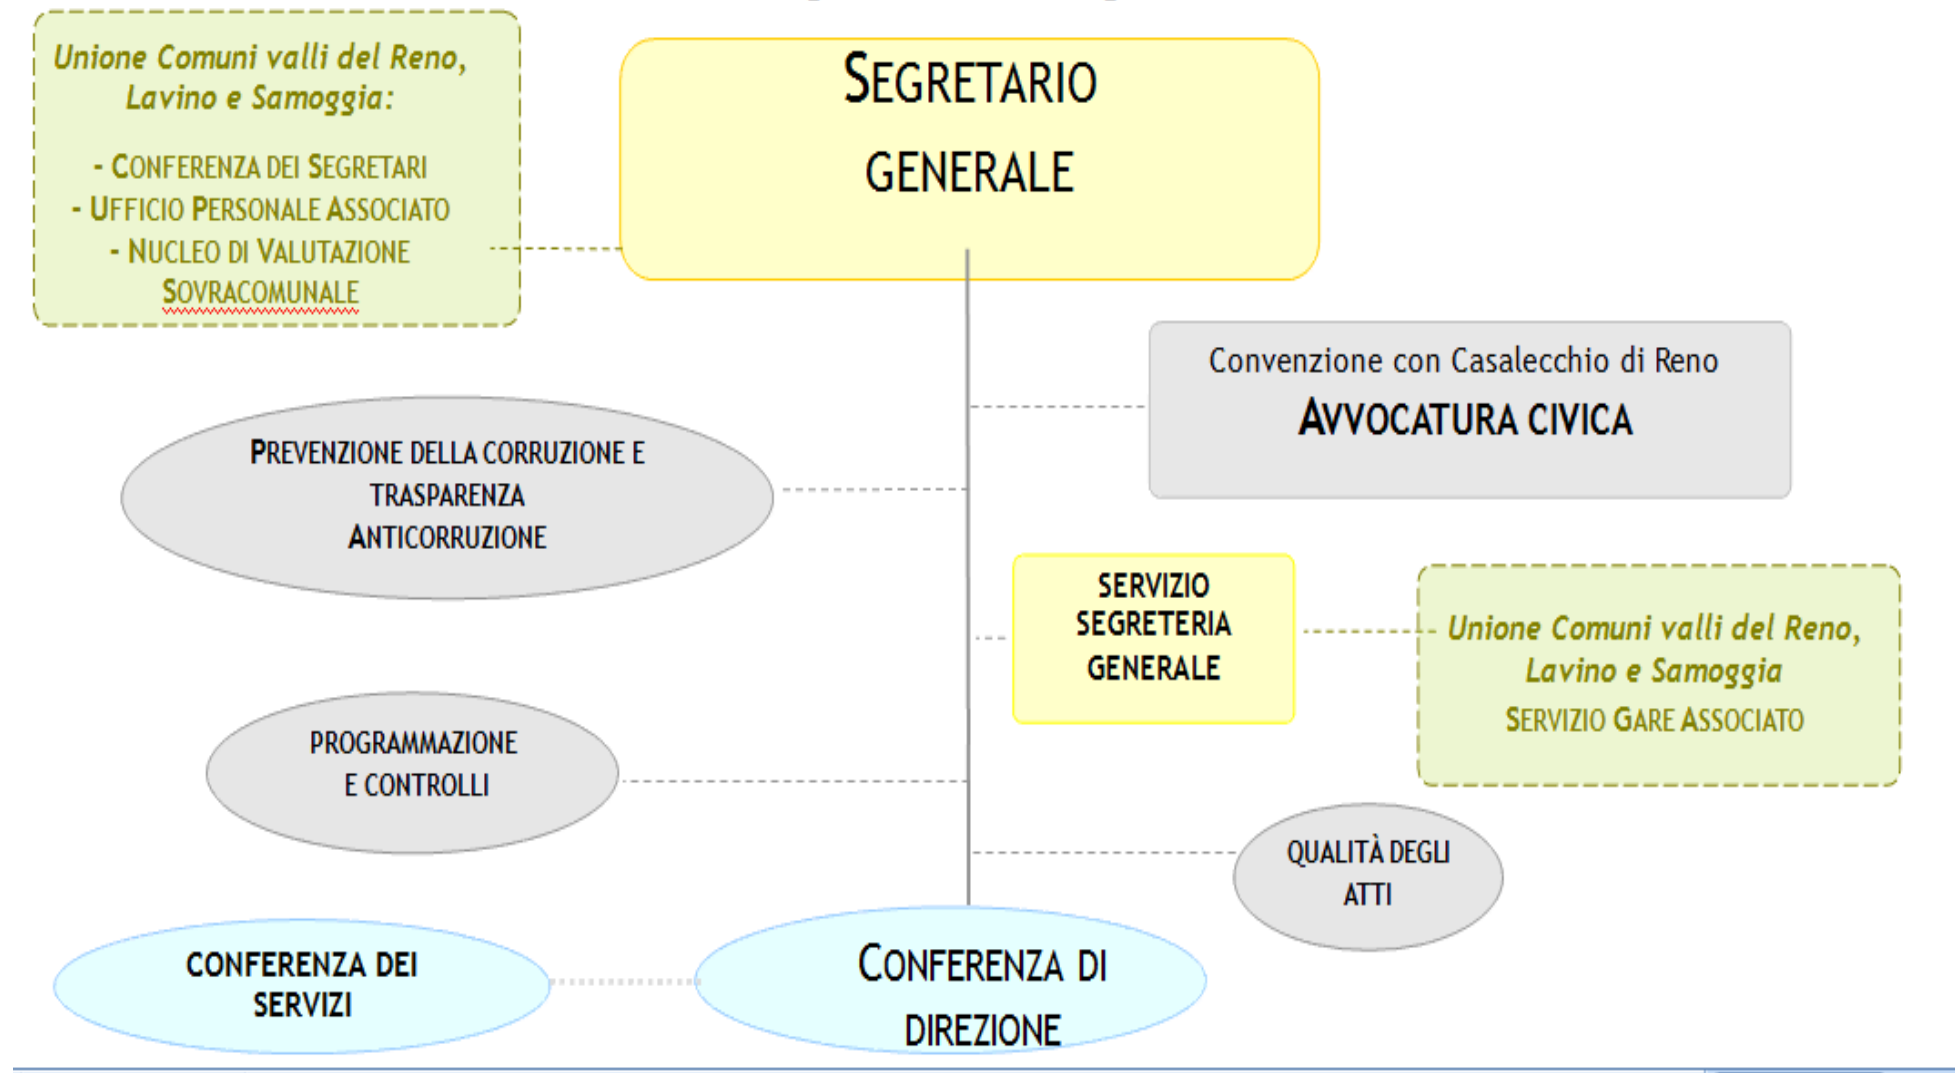 Unione Comuni valli del Reno,
Lavino e Samoggia:
- CONFERENZA DEI SEGRETARI
- UFFICIO PERSONALE ASSOCIATO
- NUCLEO DI VALUTAZIONE
SOVRACOMUNALE
SEGRETARIO
GENERALE
Convenzione con Casalecchio di Reno
AVVOCATURA CIVICA
PREVENZIONE DELLA CORRUZIONE E
TRASPARENZA
ANTICORRUZIONE
SERVIZIO
SEGRETERIA
GENERALE
Unione Comuni valli del Reno,
Lavino e Samoggia
SERVIZIO GARE ASSOCIATO
PROGRAMMAZIONE
E CONTROLLI
QUALITÀ DEGLI
ATTI
CONFERENZA DEI
SERVIZI
CONFERENZA DI
DIREZIONE